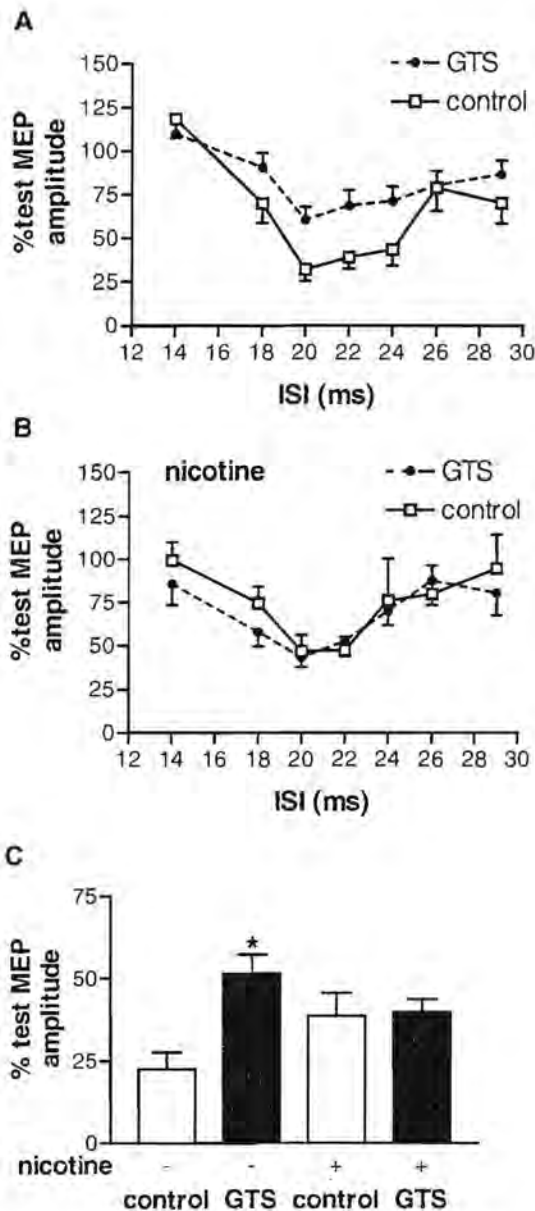 A
GTS
control
%test MEP
amplitude
150
125
100
75
50
25
0
12 14 16 18 20 22 24 26 28 30
ISI (ms)
B
nicotine
GTS
control
%test MEP
amplitude
150
125
100
75
50
25
0
12 14 16 18 20 22 24 26 28 30
ISI (ms)
C
% test MEP
amplitude
75
50
25
0
*
nicotine - - + +
control GTS control GTS